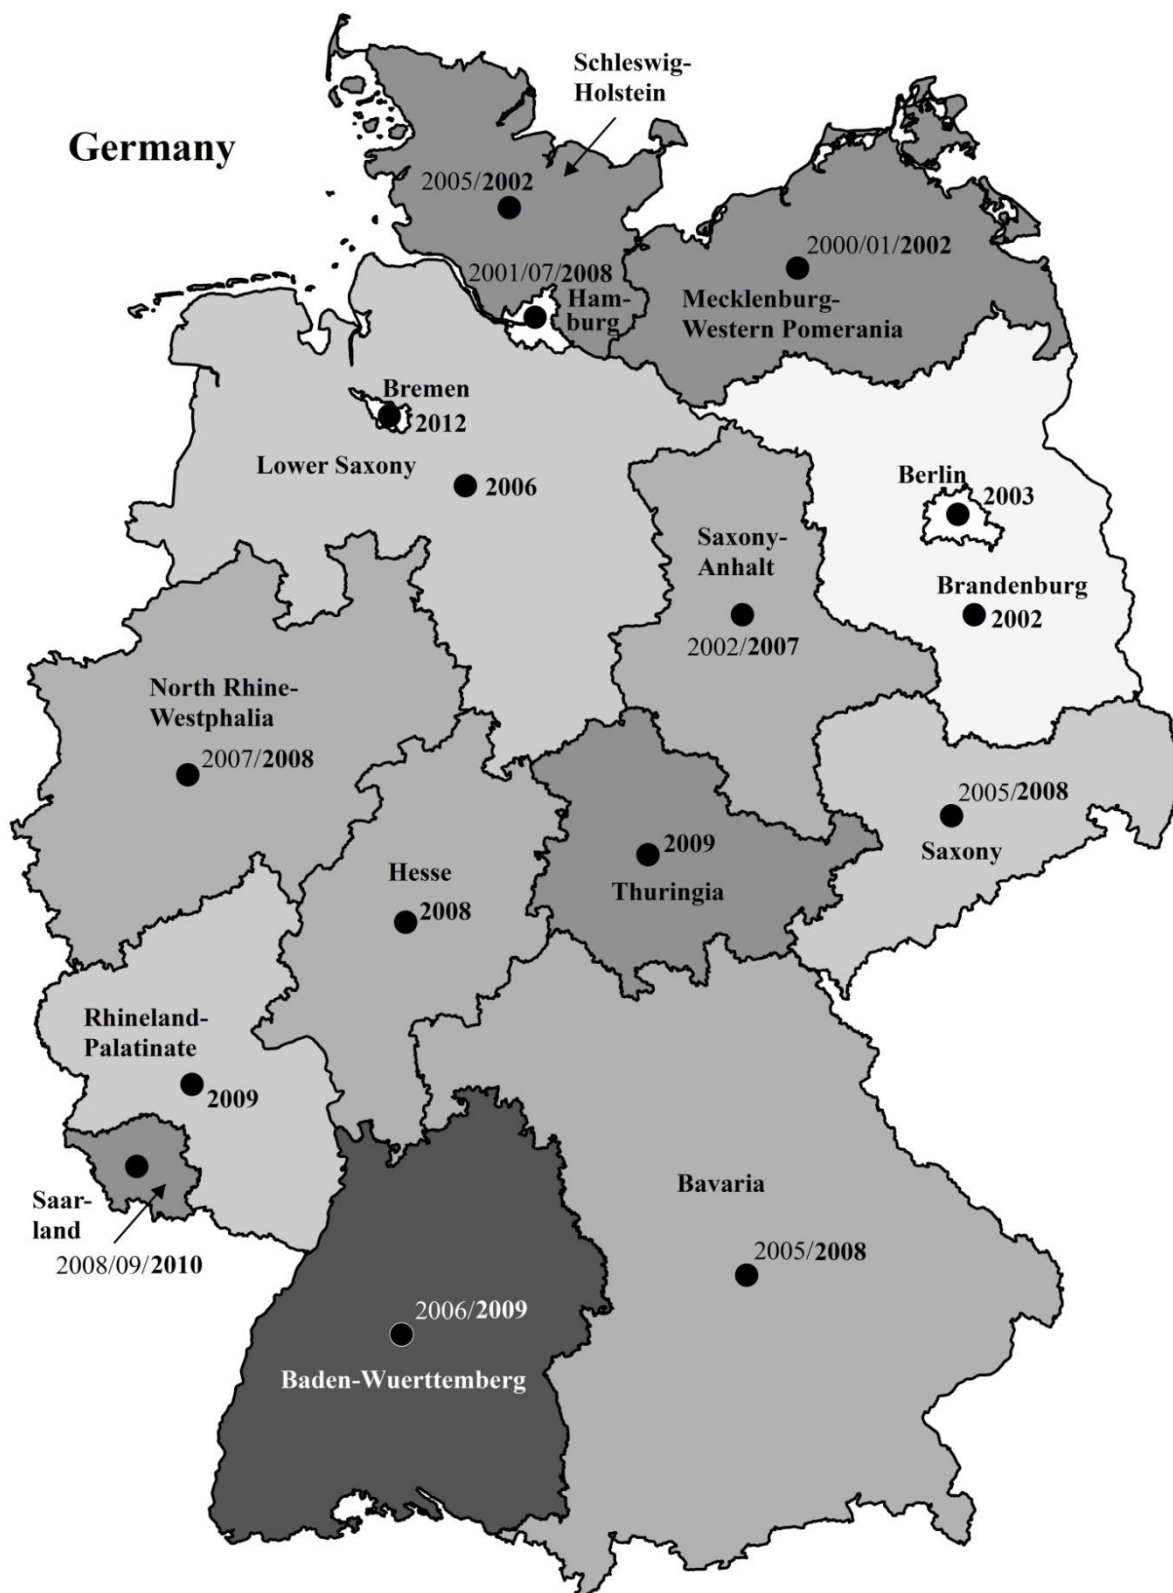 Germany
Schleswig-
Holstein
2005/2002
2000/01/2002
Mecklenburg-
Western Pomerania
2001/07/2008
Ham-
burg
Bremen
2012
Lower Saxony
2006
Berlin
2003
Saxony-
Anhalt
2002/2007
Brandenburg
2002
North Rhine-
Westphalia
2007/2008
2005/2008
Saxony
2009
Thuringia
Hesse
2008
Rhineland-
Palatinate
2009
Saar-
land
2008/09/2010
Bavaria
2005/2008
2006/2009
Baden-Wuerttemberg